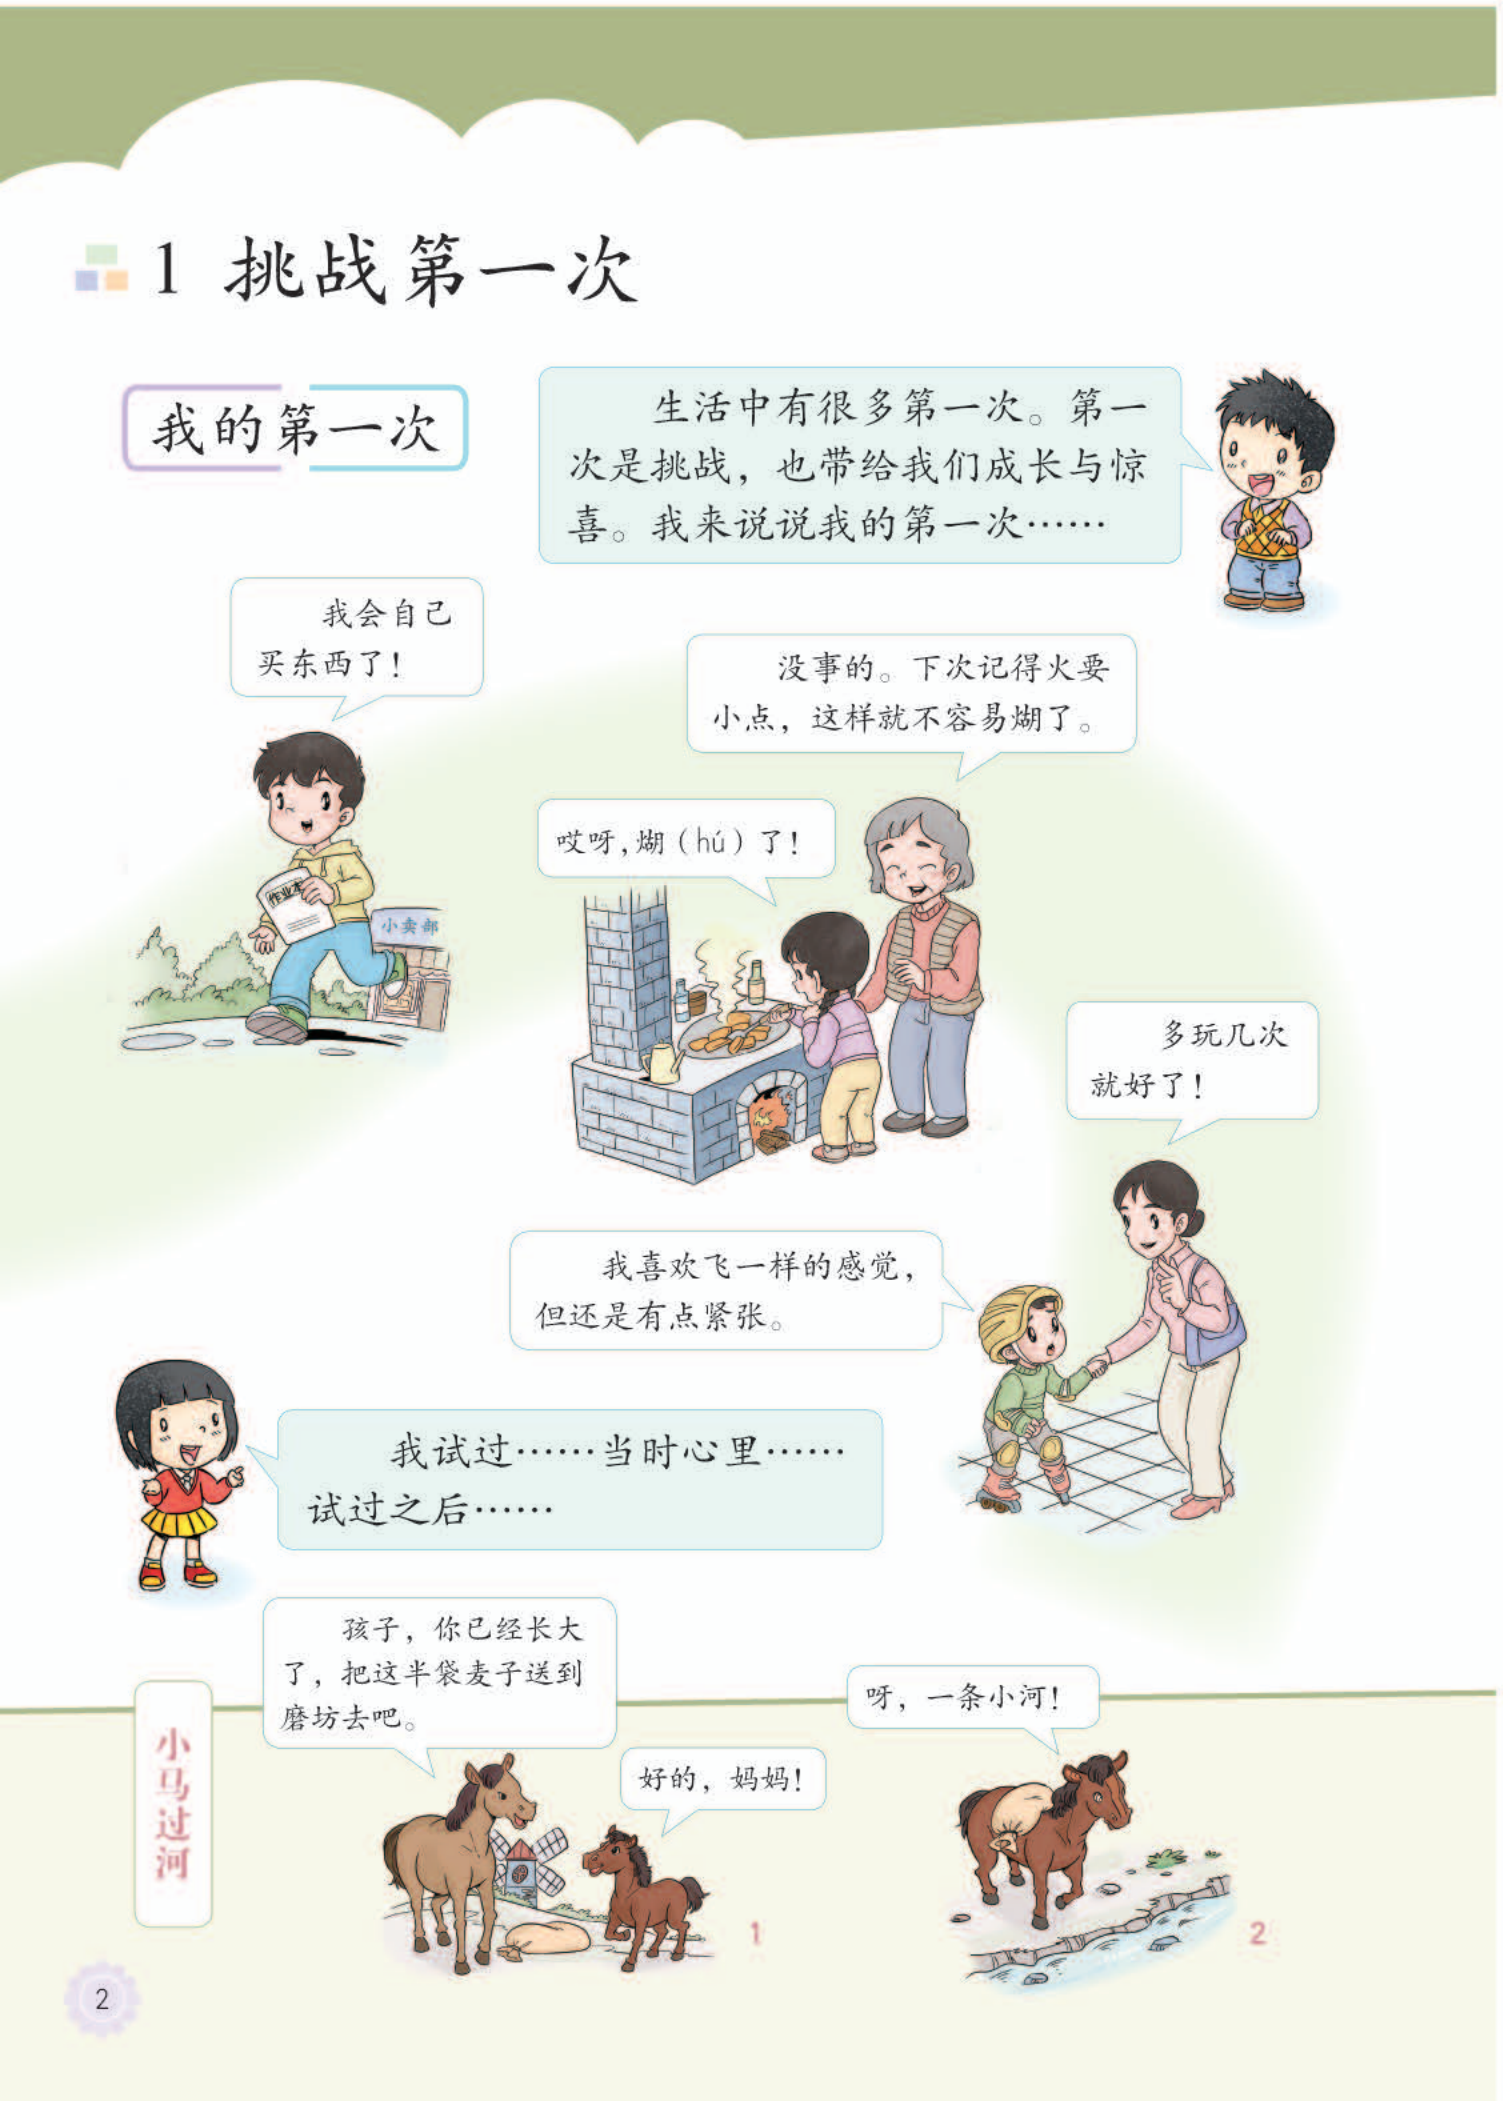 1 挑战第一次
我的第一次
生活中有很多第一次。第一
次是挑战，也带给我们成长与惊
喜。我来说说我的第一次……
我会自己
买东西了！
作业本
小卖部
没事的。下次记得火要
小点，这样就不容易煳了。
哎呀，煳（hú）了！
多玩几次
就好了！
我喜欢飞一样的感觉，
但还是有点紧张。
我试过……当时心里……
试过之后……
小马过河
孩子，你已经长大
了，把这半袋麦子送到
磨坊去吧。
好的，妈妈！
1
呀，一条小河！
2
2